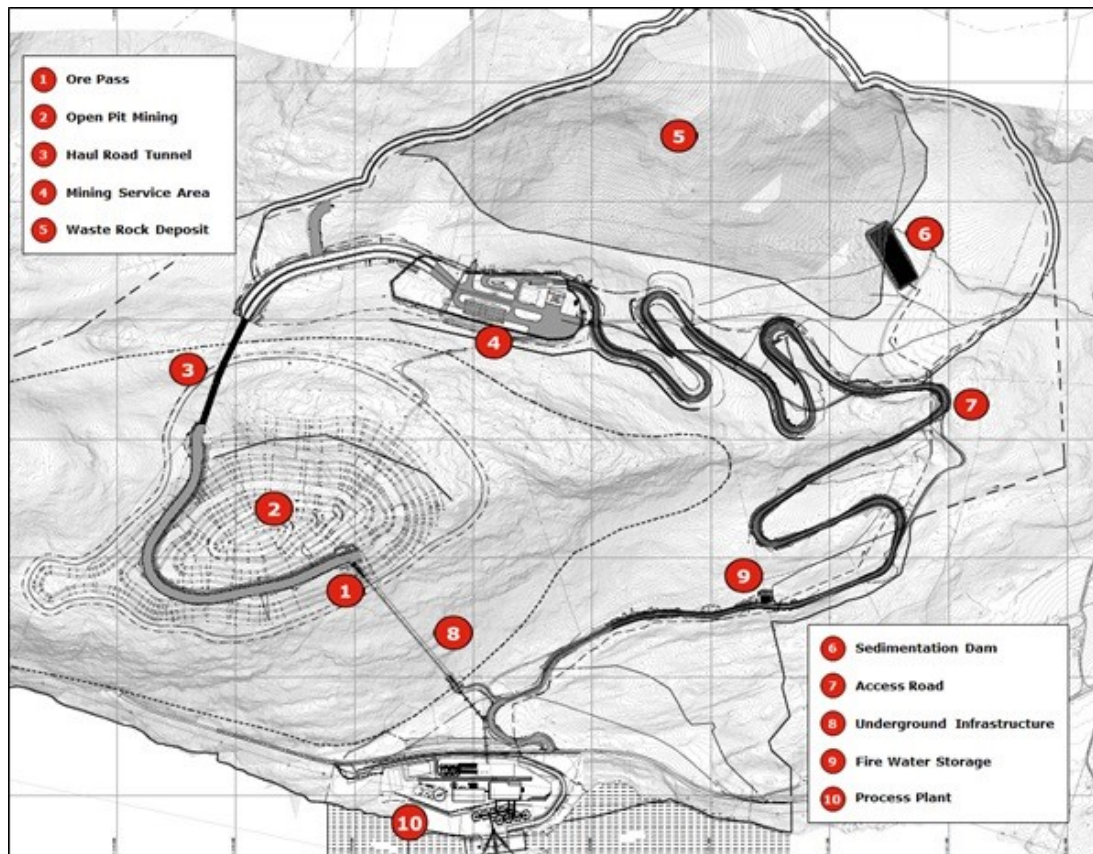 1 Ore Pass
2 Open Pit Mining
3 Haul Road Tunnel
4 Mining Service Area
5 Waste Rock Deposit
5
6
4
3
7
2
9
1
8
10
6 Sedimentation Dam
7 Access Road
8 Underground Infrastructure
9 Fire Water Storage
10 Process Plant